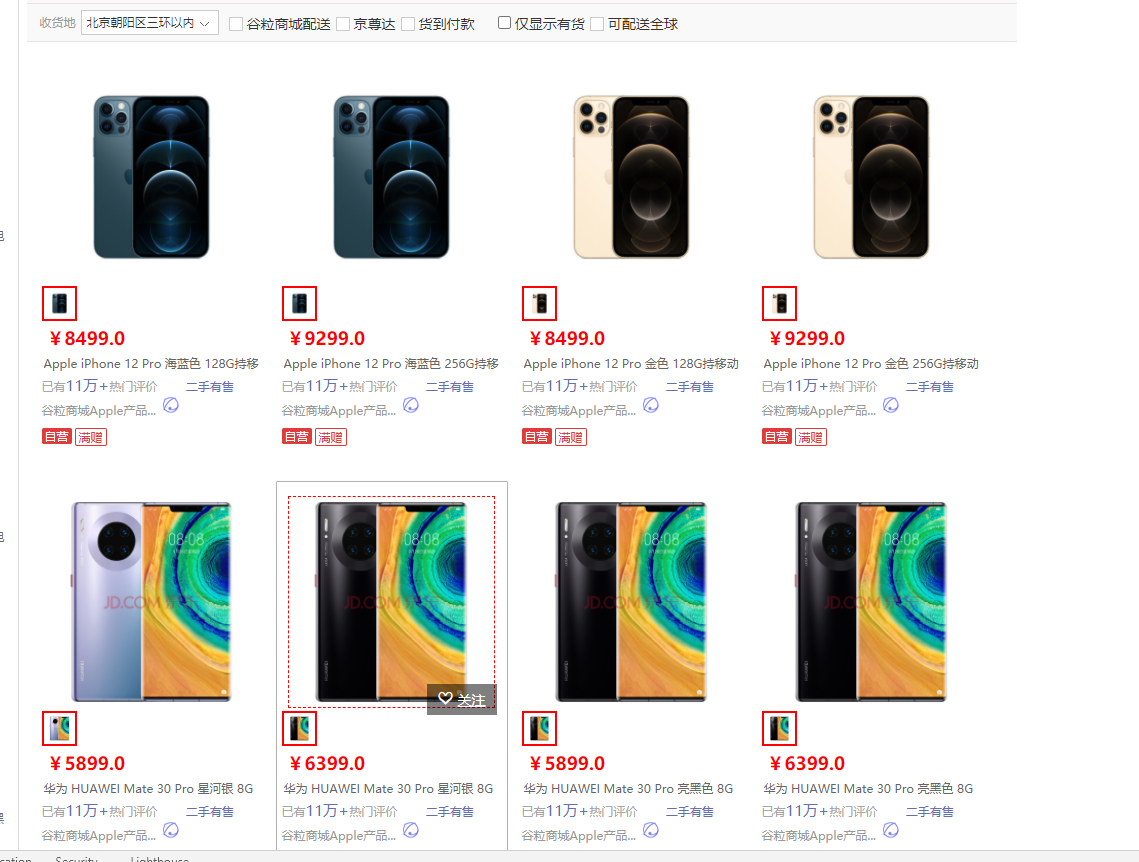 收货地 北京朝阳区三环以内 谷粒商城配送 京尊达 货到付款 仅显示有货 可配送全球
¥8499.0 ¥9299.0 ¥8499.0 ¥9299.0
Apple iPhone 12 Pro 海蓝色 128G持移 Apple iPhone 12 Pro 海蓝色 256G持移 Apple iPhone 12 Pro 金色 128G持移动 Apple iPhone 12 Pro 金色 256G持移动
已有11万+热门评价 二手有售 已有11万+热门评价 二手有售 已有11万+热门评价 二手有售 已有11万+热门评价 二手有售
谷粒商城Apple产品... 谷粒商城Apple产品... 谷粒商城Apple产品... 谷粒商城Apple产品...
自营 满赠 自营 满赠 自营 满赠 自营 满赠
08:08 08:08 08:08 08:08
JD.COM JD.COM JD.COM JD.COM
关注
¥5899.0 ¥6399.0 ¥5899.0 ¥6399.0
华为 HUAWEI Mate 30 Pro 星河银 8G 华为 HUAWEI Mate 30 Pro 星河银 8G 华为 HUAWEI Mate 30 Pro 亮黑色 8G 华为 HUAWEI Mate 30 Pro 亮黑色 8G
已有11万+热门评价 二手有售 已有11万+热门评价 二手有售 已有11万+热门评价 二手有售 已有11万+热门评价 二手有售
谷粒商城Apple产品... 谷粒商城Apple产品... 谷粒商城Apple产品... 谷粒商城Apple产品...
cation Security Lighthouse